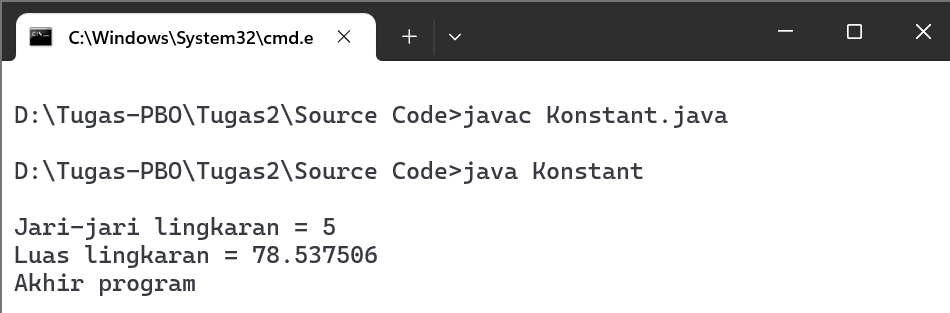 C:\Windows\System32\cmd.e
D:\Tugas-PBO\Tugas2\Source Code>javac Konstant.java
D:\Tugas-PBO\Tugas2\Source Code>java Konstant
Jari-jari lingkaran = 5
Luas lingkaran = 78.537506
Akhir program